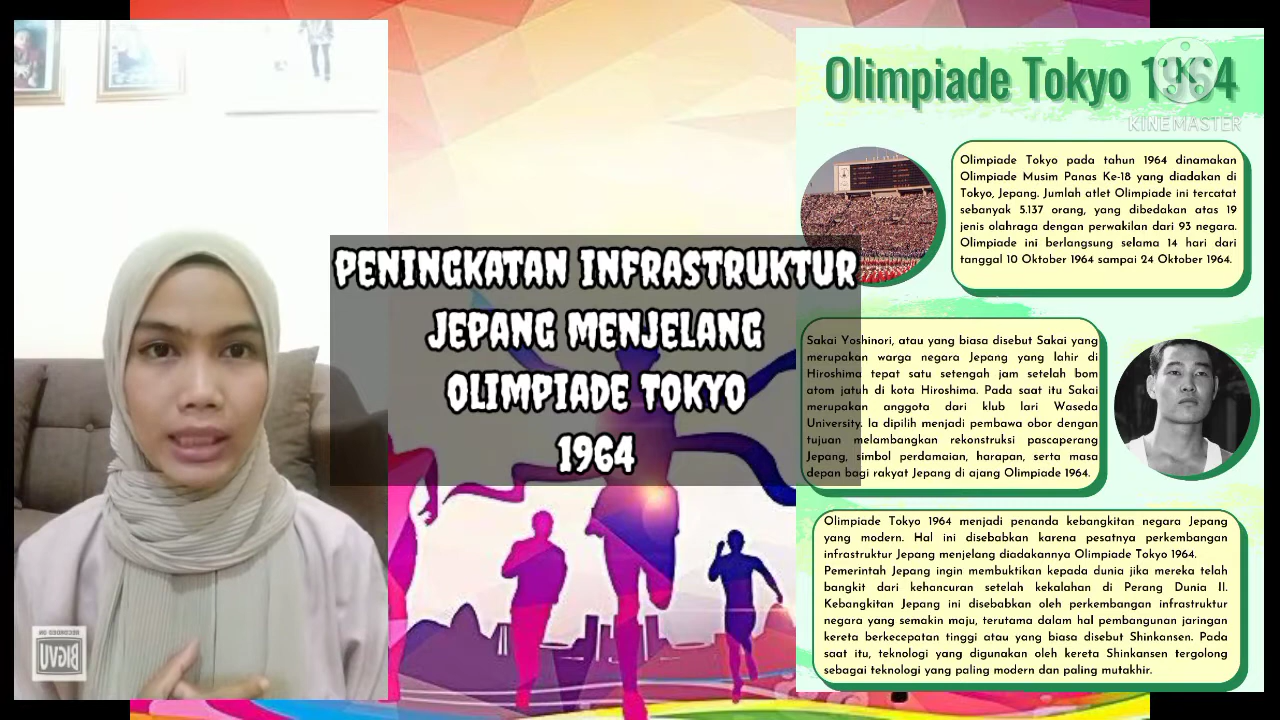 PENINGKATAN INFRASTRUKTUR
JEPANG MENJELANG
OLIMPIADE TOKYO
1964
Olimpiade Tokyo 1964
KINEMASTER
Olimpiade Tokyo pada tahun 1964 dinamakan
Olimpiade Musim Panas Ke-18 yang diadakan di
Tokyo, Jepang. Jumlah atlet Olimpiade ini tercatat
sebanyak 5.137 orang, yang dibedakan atas 19
jenis olahraga dengan perwakilan dari 93 negara.
Olimpiade ini berlangsung selama 14 hari dari
tanggal 10 Oktober 1964 sampai 24 Oktober 1964.
Sakai Yoshinori, atau yang biasa disebut Sakai yang
merupakan warga negara Jepang yang lahir di
Hiroshima tepat satu setengah jam setelah bom
atom jatuh di kota Hiroshima. Pada saat itu Sakai
merupakan anggota dari klub lari Waseda
University. Ia dipilih menjadi pembawa obor dengan
tujuan melambangkan rekonstruksi pascaperang
Jepang, simbol perdamaian, harapan, serta masa
depan bagi rakyat Jepang di ajang Olimpiade 1964.
Olimpiade Tokyo 1964 menjadi penanda kebangkitan negara Jepang
yang modern. Hal ini disebabkan karena pesatnya perkembangan
infrastruktur Jepang menjelang diadakannya Olimpiade Tokyo 1964.
Pemerintah Jepang ingin membuktikan kepada dunia jika mereka telah
bangkit dari kehancuran setelah kekalahan di Perang Dunia II.
Kebangkitan Jepang ini disebabkan oleh perkembangan infrastruktur
negara yang semakin maju, terutama dalam hal pembangunan jaringan
kereta berkecepatan tinggi atau yang biasa disebut Shinkansen. Pada
saat itu, teknologi yang digunakan oleh kereta Shinkansen tergolong
sebagai teknologi yang paling modern dan paling mutakhir.
RECORDED ON
BIGVU